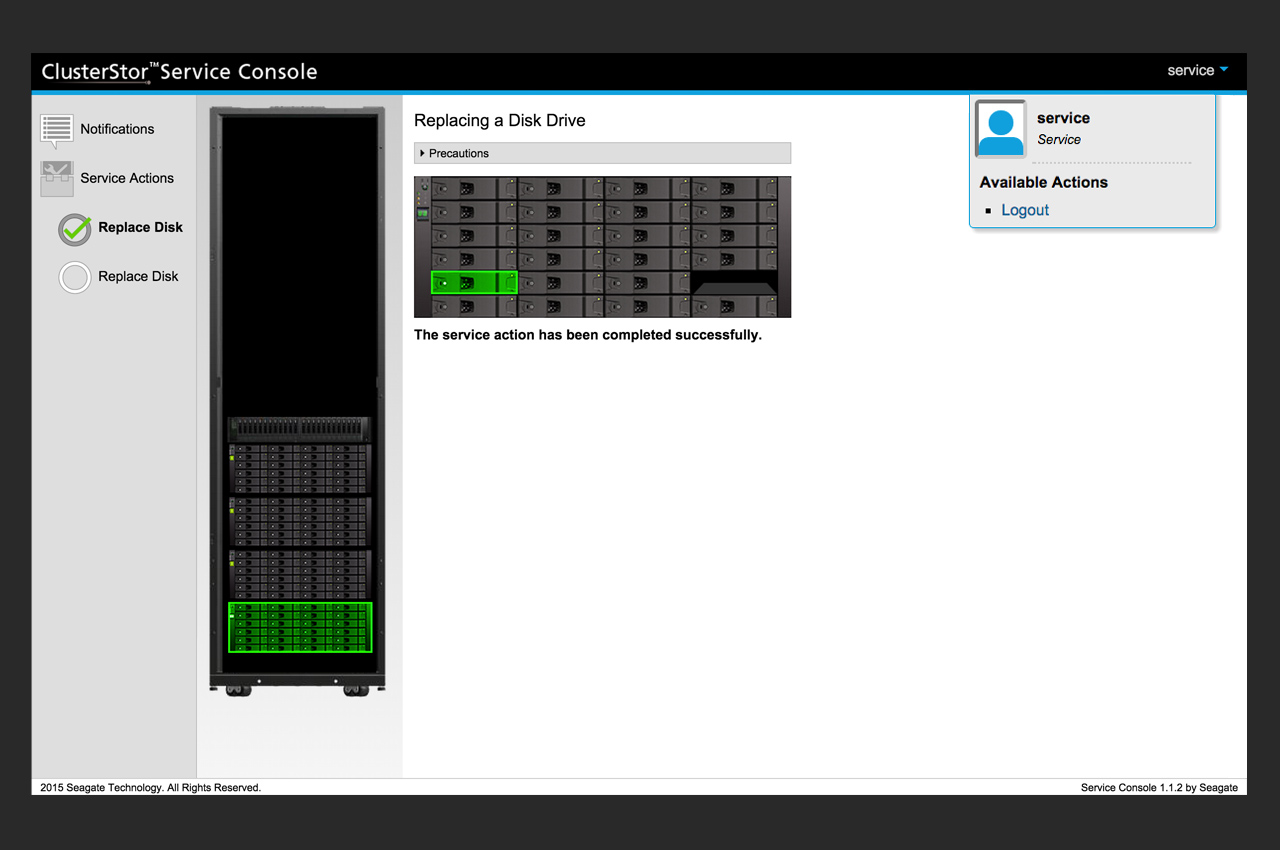 ClusterStor™Service Console
service
Notifications
Service Actions
Replace Disk
Replace Disk
Replacing a Disk Drive
Precautions
The service action has been completed successfully.
service
Service
Available Actions
Logout
2015 Seagate Technology. All Rights Reserved.
Service Console 1.1.2 by Seagate